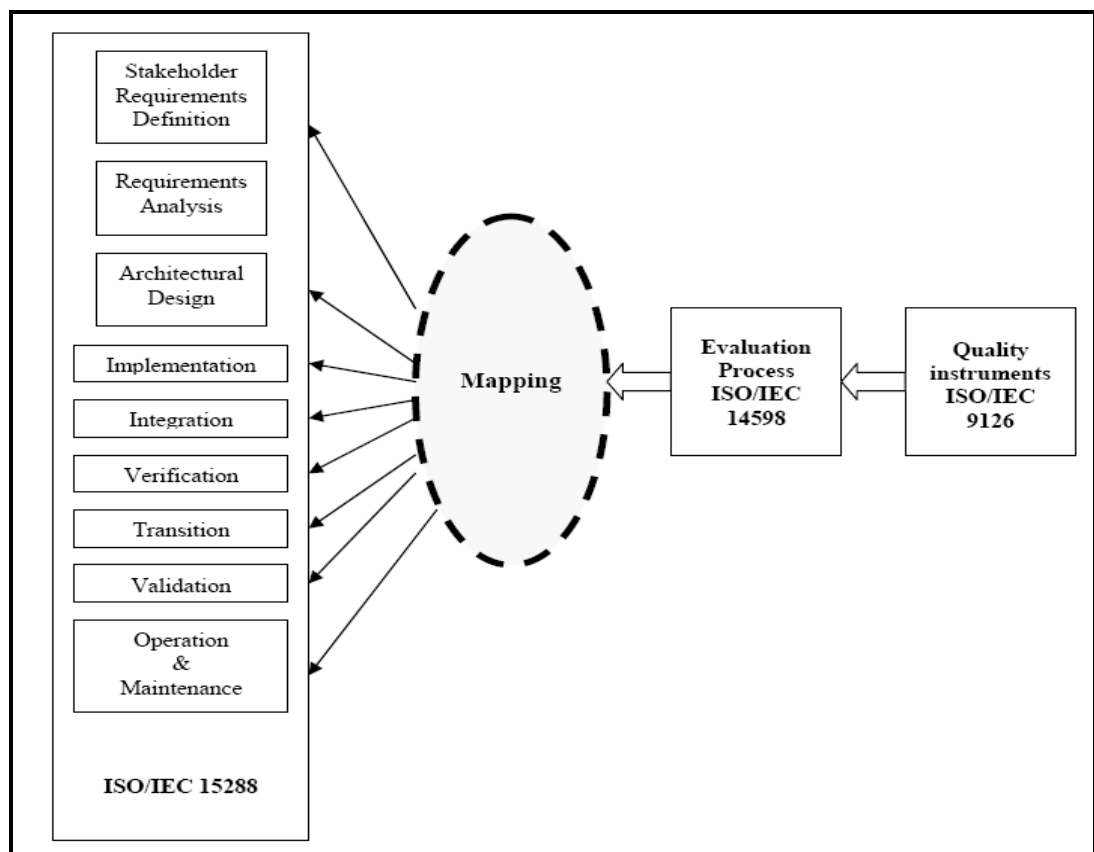 Stakeholder
Requirements
Definition
Requirements
Analysis
Architectural
Design
Implementation
Integration
Verification
Transition
Validation
Operation
&
Maintenance
ISO/IEC 15288
Mapping
Evaluation
Process
ISO/IEC
14598
Quality
instruments
ISO/IEC
9126